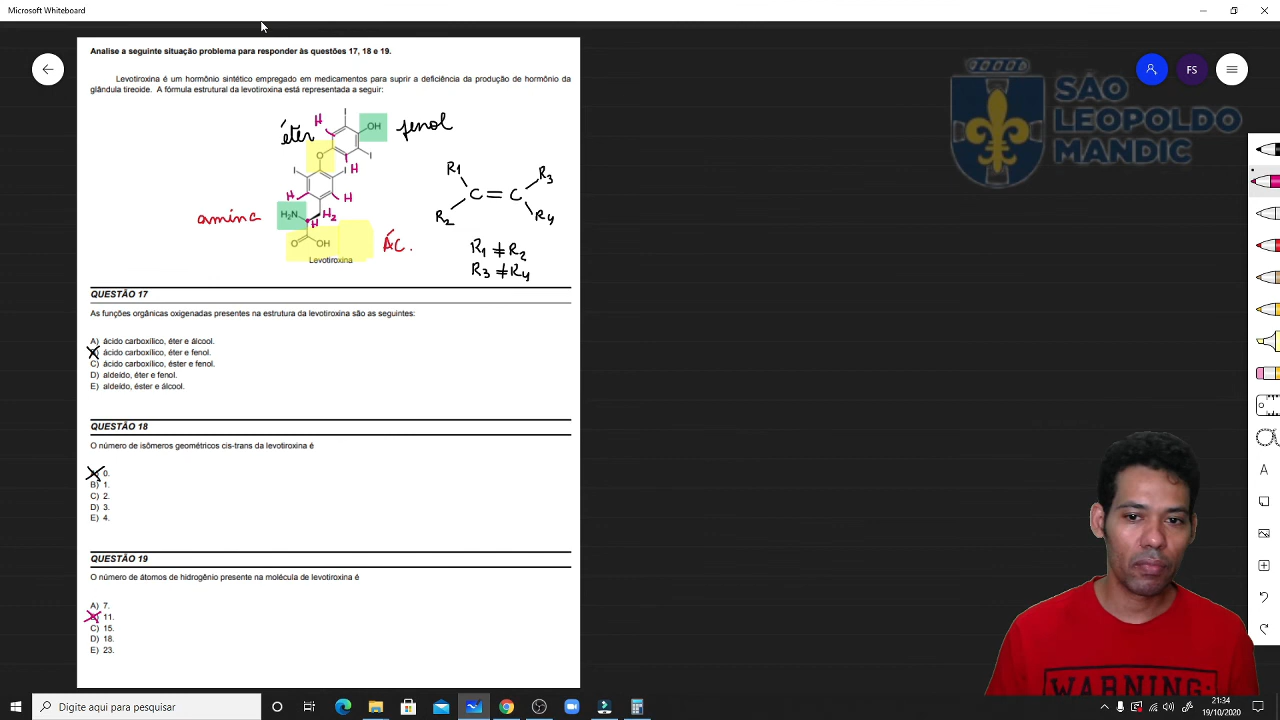 Microsoft Whiteboard
Analise a seguinte situação problema para responder às questões 17, 18 e 19.
Levotiroxina é um hormônio sintético empregado em medicamentos para suprir a deficiência da produção de hormônio da
glândula tireoide. A fórmula estrutural da levotiroxina está representada a seguir:
FS
SÃO
LEOPOLDO
MANDIC
I
H
OH
éter
fenol
O
I
H
I
I
H
H
amina
H₂N
H₂
H
O
OH
ÁC.
Levotiroxina
R1
R3
C = C
R2
R4
R1 ≠ R2
R3 ≠ R4
QUESTÃO 17
As funções orgânicas oxigenadas presentes na estrutura da levotiroxina são as seguintes:
A) ácido carboxílico, éter e álcool.
B) ácido carboxílico, éter e fenol.
C) ácido carboxílico, éster e fenol.
D) aldeído, éter e fenol.
E) aldeído, éster e álcool.
QUESTÃO 18
O número de isômeros geométricos cis-trans da levotiroxina é
A) 0.
B) 1.
C) 2.
D) 3.
E) 4.
QUESTÃO 19
O número de átomos de hidrogênio presente na molécula de levotiroxina é
A) 7.
B) 11.
C) 15.
D) 18.
E) 23.
A
WARNING:
Digite aqui para pesquisar
21:34
19/10/2020